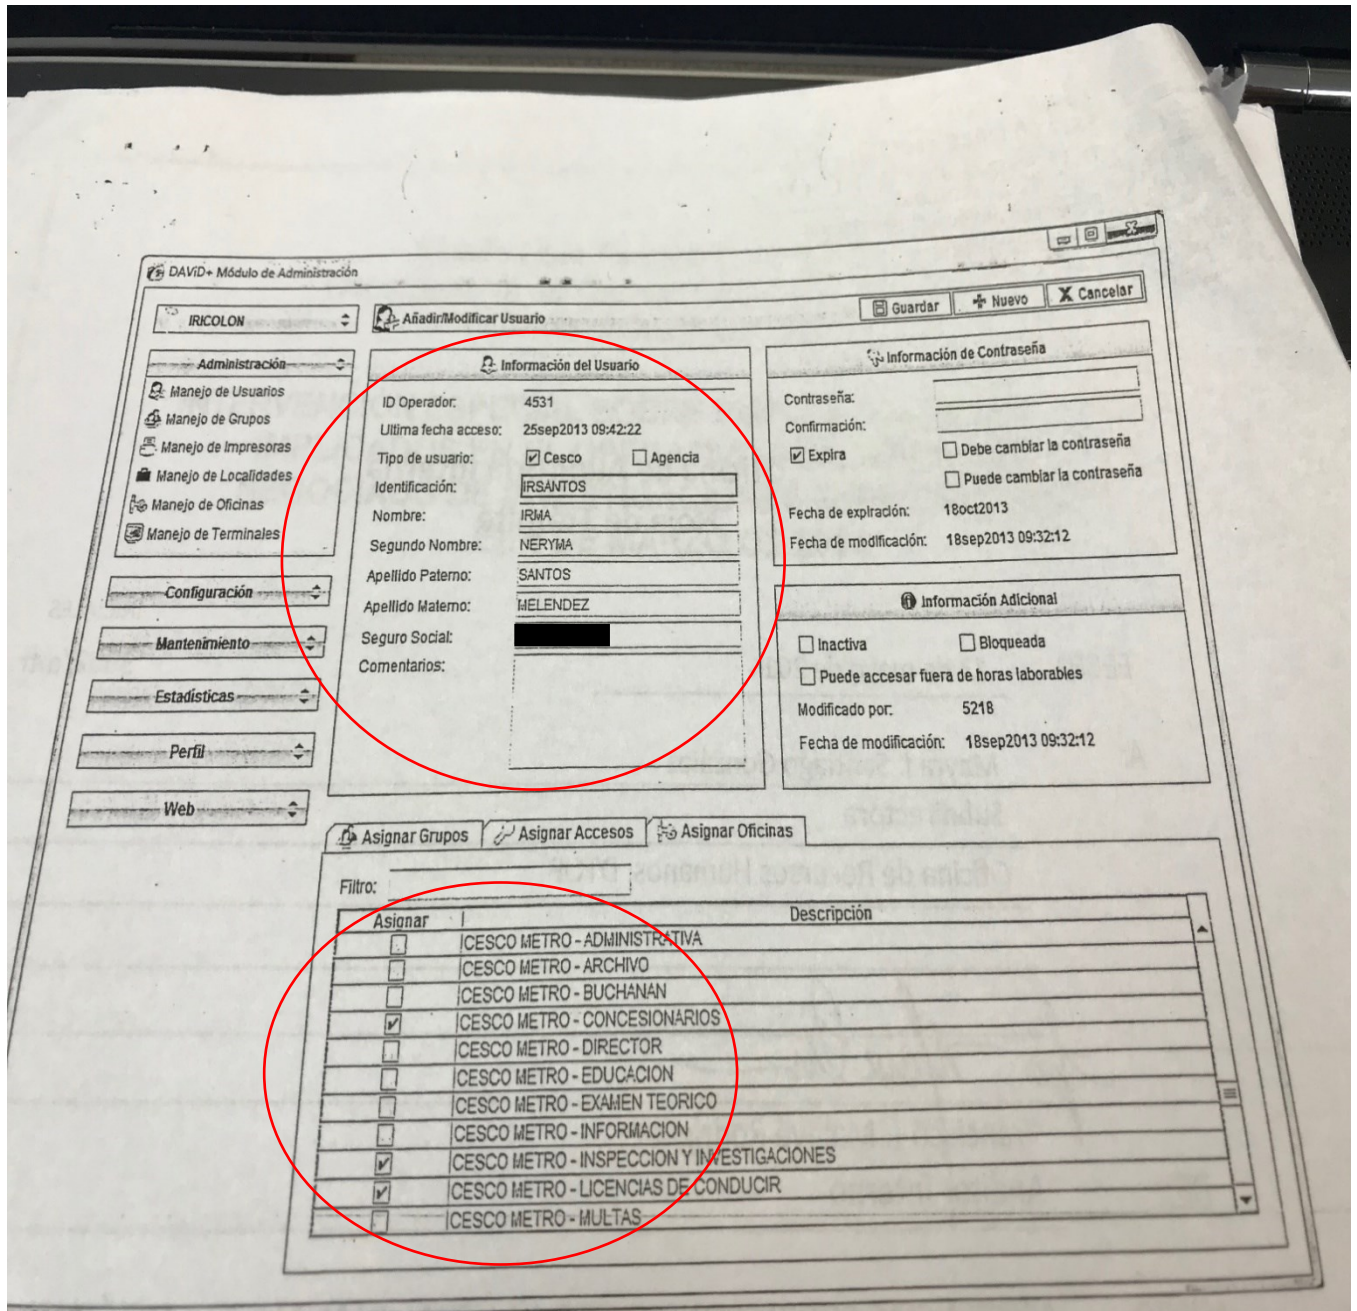 DAViD+ Módulo de Administración
IRICOLON
Añadir/Modificar Usuario
Guardar
Nuevo
Cancelar
Administración
Manejo de Usuarios
Manejo de Grupos
Manejo de Impresoras
Manejo de Localidades
Manejo de Oficinas
Manejo de Terminales
Configuración
Mantenimiento
Estadísticas
Perfil
Web
Información del Usuario
ID Operador: 4531
Ultima fecha acceso: 25sep2013 09:42:22
Tipo de usuario: Cesco Agencia
Identificación: IRSANTOS
Nombre: IRMA
Segundo Nombre: NERYMA
Apellido Paterno: SANTOS
Apellido Materno: MELENDEZ
Seguro Social:
Comentarios:
Información de Contraseña
Contraseña:
Confirmación:
Expira
Debe cambiar la contraseña
Puede cambiar la contraseña
Fecha de expiración: 18oct2013
Fecha de modificación: 18sep2013 09:32:12
Información Adicional
Inactiva Bloqueada
Puede accesar fuera de horas laborables
Modificado por: 5218
Fecha de modificación: 18sep2013 09:32:12
Asignar Grupos Asignar Accesos Asignar Oficinas
Filtro:
Asignar Descripción
CESCO METRO - ADMINISTRATIVA
CESCO METRO - ARCHIVO
CESCO METRO - BUCHANAN
CESCO METRO - CONCESIONARIOS
CESCO METRO - DIRECTOR
CESCO METRO - EDUCACION
CESCO METRO - EXAMEN TEORICO
CESCO METRO - INFORMACION
CESCO METRO - INSPECCION Y INVESTIGACIONES
CESCO METRO - LICENCIAS DE CONDUCIR
CESCO METRO - MULTAS